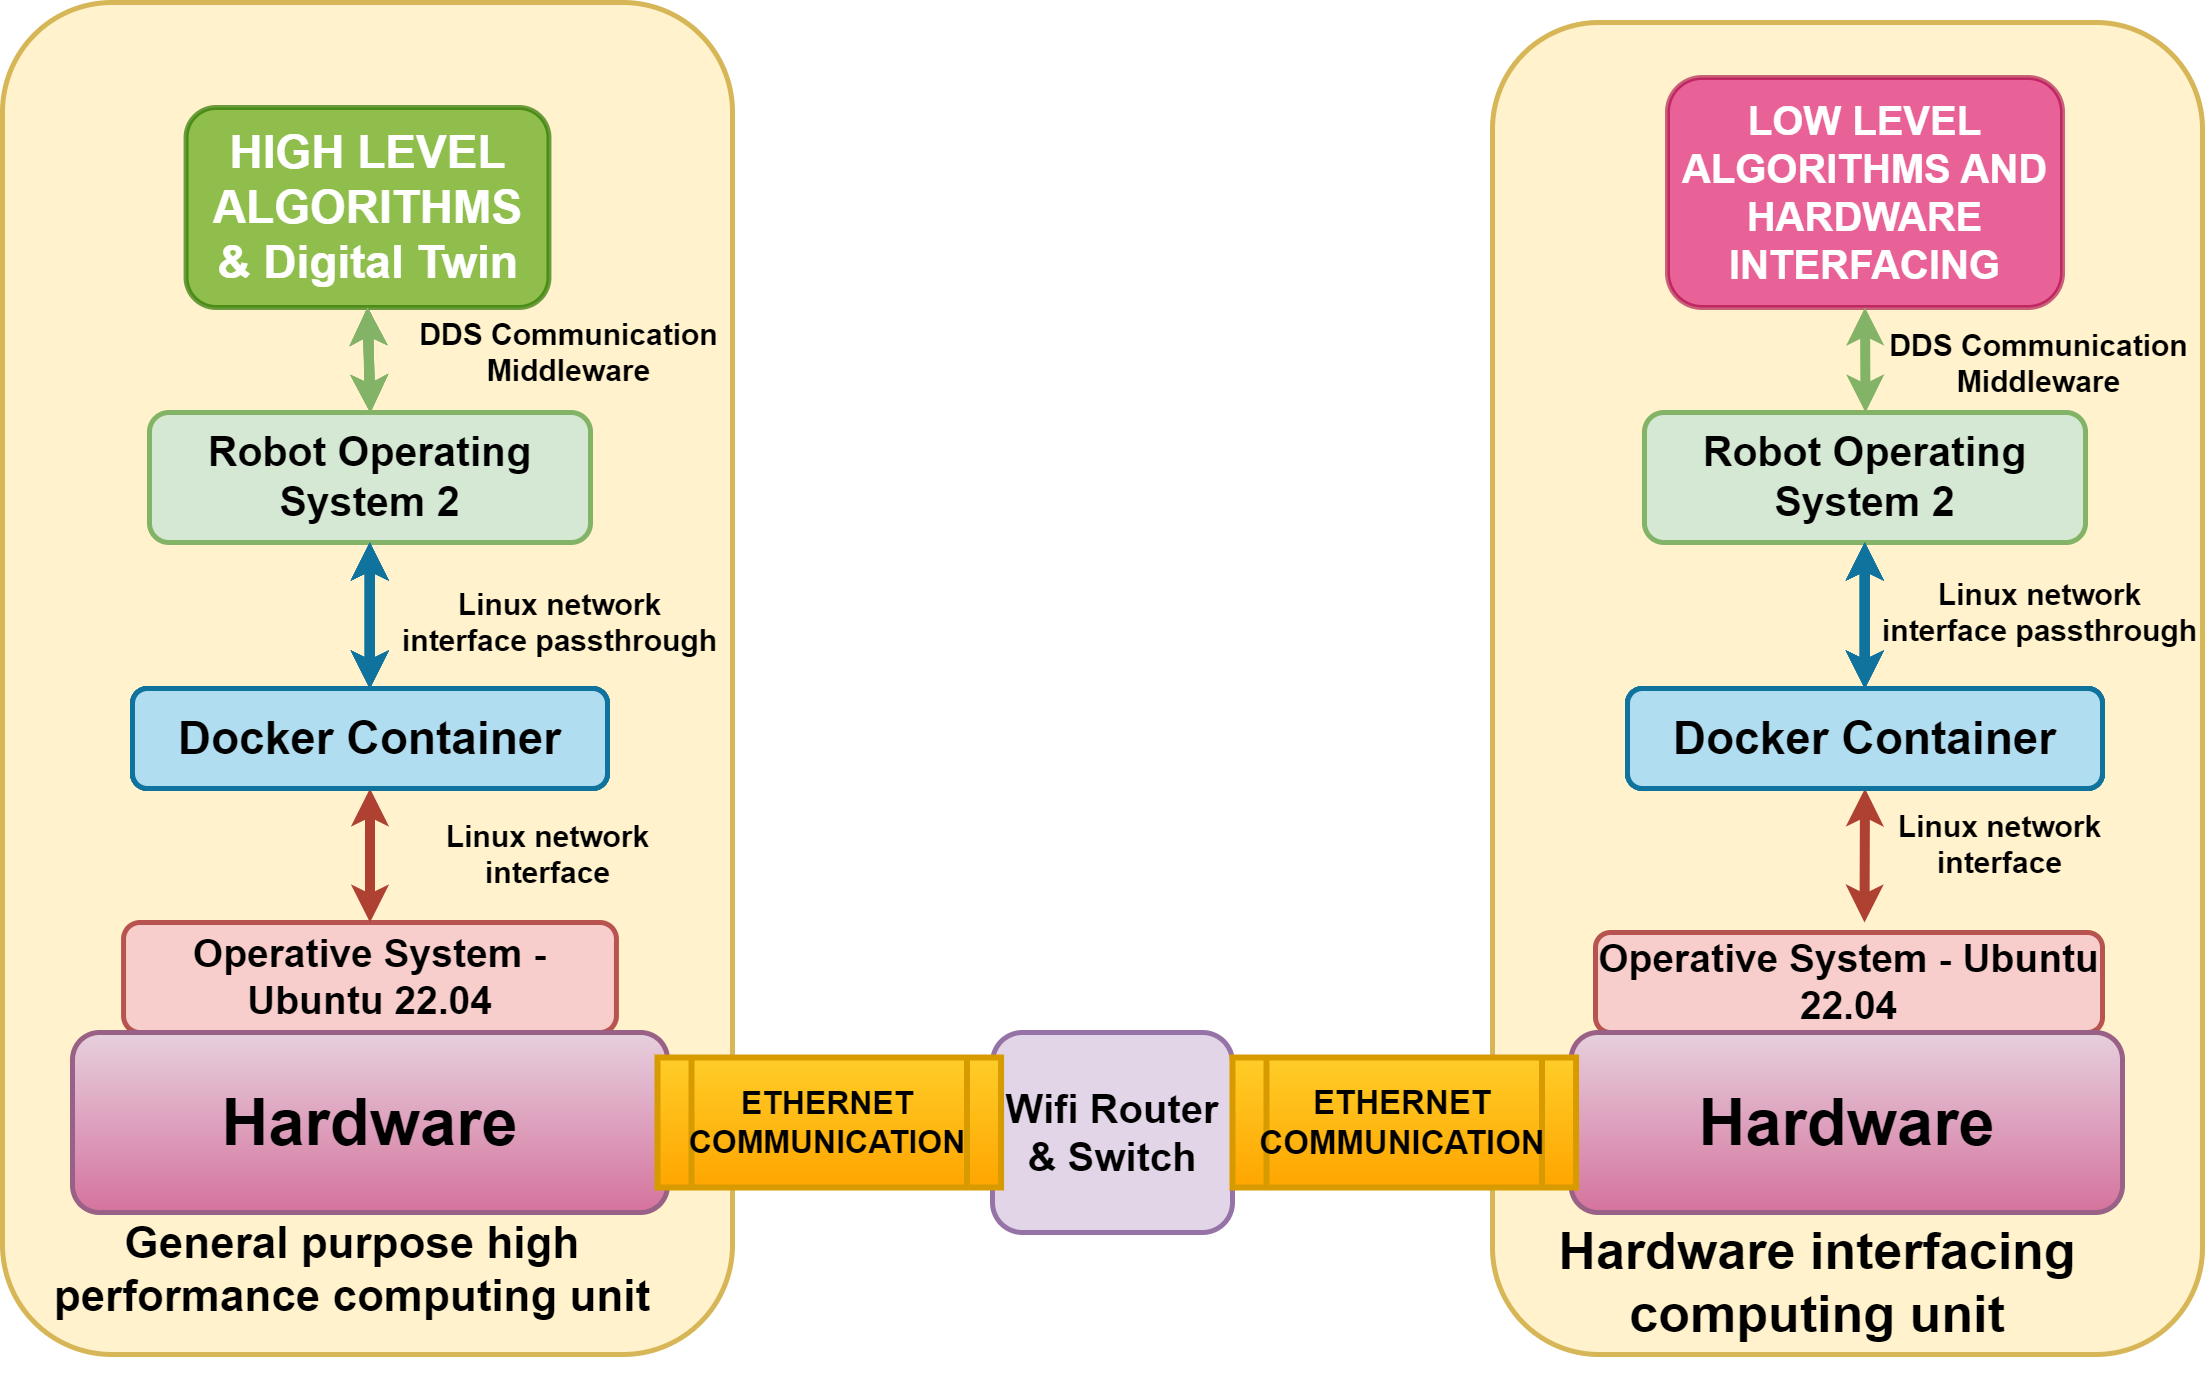 HIGH LEVEL
ALGORITHMS
& Digital Twin
DDS Communication
Middleware
Robot Operating
System 2
Linux network
interface passthrough
Docker Container
Linux network
interface
Operative System -
Ubuntu 22.04
Hardware
General purpose high
performance computing unit
ETHERNET
COMMUNICATION
Wifi Router
& Switch
ETHERNET
COMMUNICATION
LOW LEVEL
ALGORITHMS AND
HARDWARE
INTERFACING
DDS Communication
Middleware
Robot Operating
System 2
Linux network
interface passthrough
Docker Container
Linux network
interface
Operative System - Ubuntu
22.04
Hardware
Hardware interfacing
computing unit